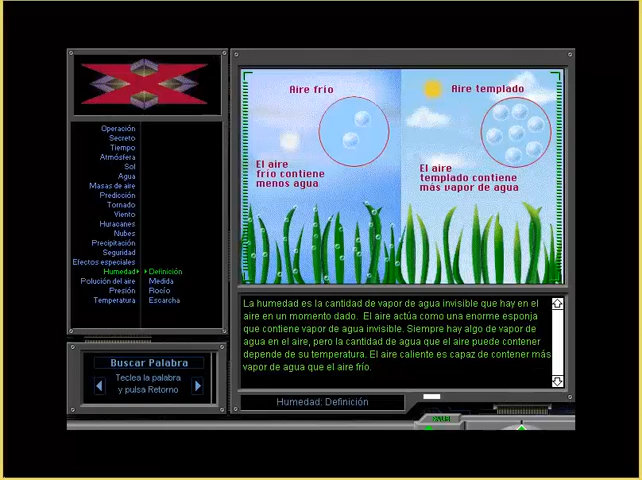 Aire frío
Aire templado
El aire
frío contiene
menos agua
El aire
templado contiene
más vapor de agua
Operación
Secreto
Tiempo
Atmósfera
Sol
Agua
Masas de aire
Predicción
Tornado
Viento
Huracanes
Nubes
Precipitación
Seguridad
Efectos especiales
Humedad
Polución del aire
Presión
Temperatura
Definición
Medida
Rocío
Escarcha
La humedad es la cantidad de vapor de agua invisible que hay en el
aire en un momento dado. El aire actúa como una enorme esponja
que contiene vapor de agua invisible. Siempre hay algo de vapor de
agua en el aire, pero la cantidad de agua que el aire puede contener
depende de su temperatura. El aire caliente es capaz de contener más
vapor de agua que el aire frío.
Buscar Palabra
Teclea la palabra
y pulsa Retorno
Humedad: Definición